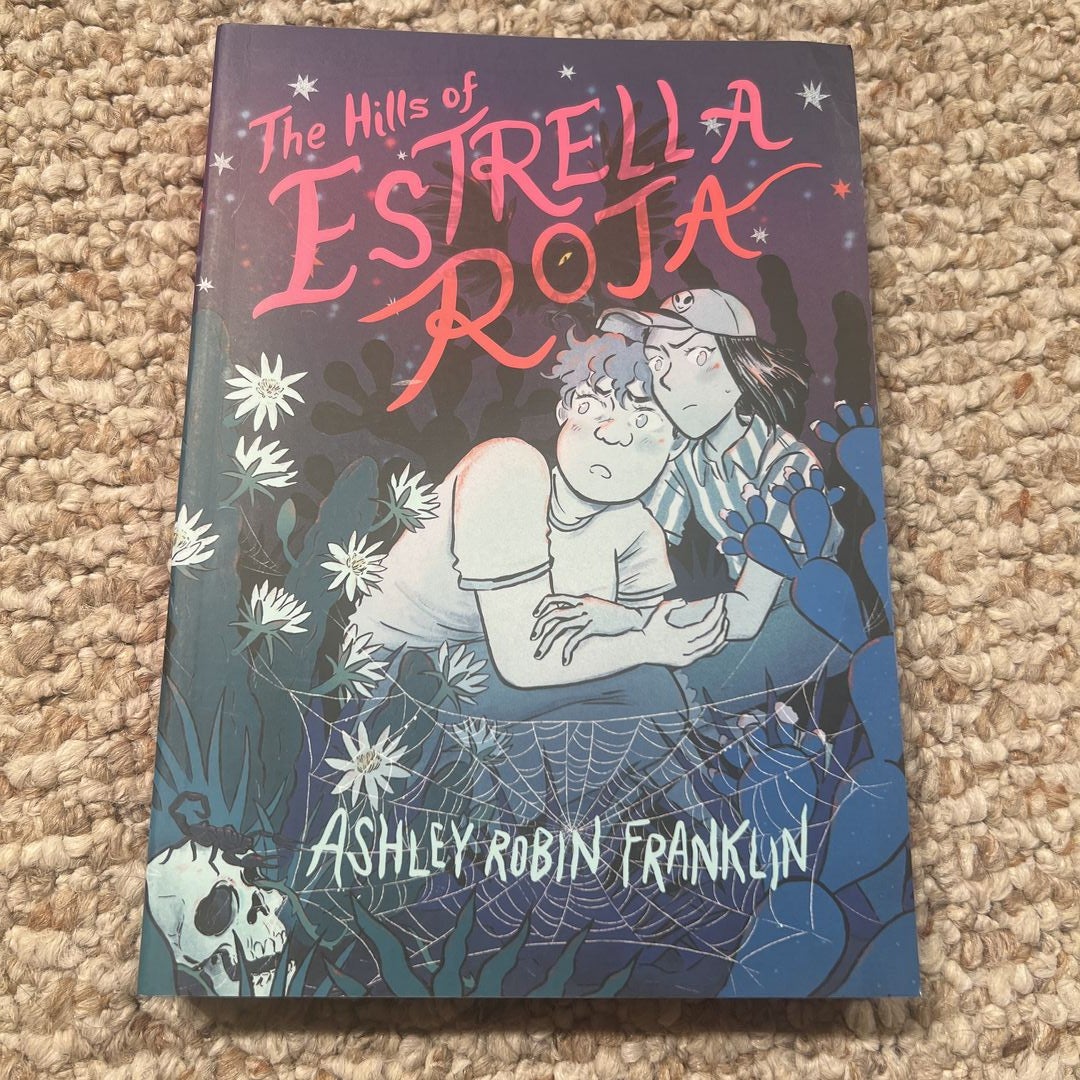 The Hills of
ESTRELLA
ROJA
ASHLEY ROBIN FRANKLIN